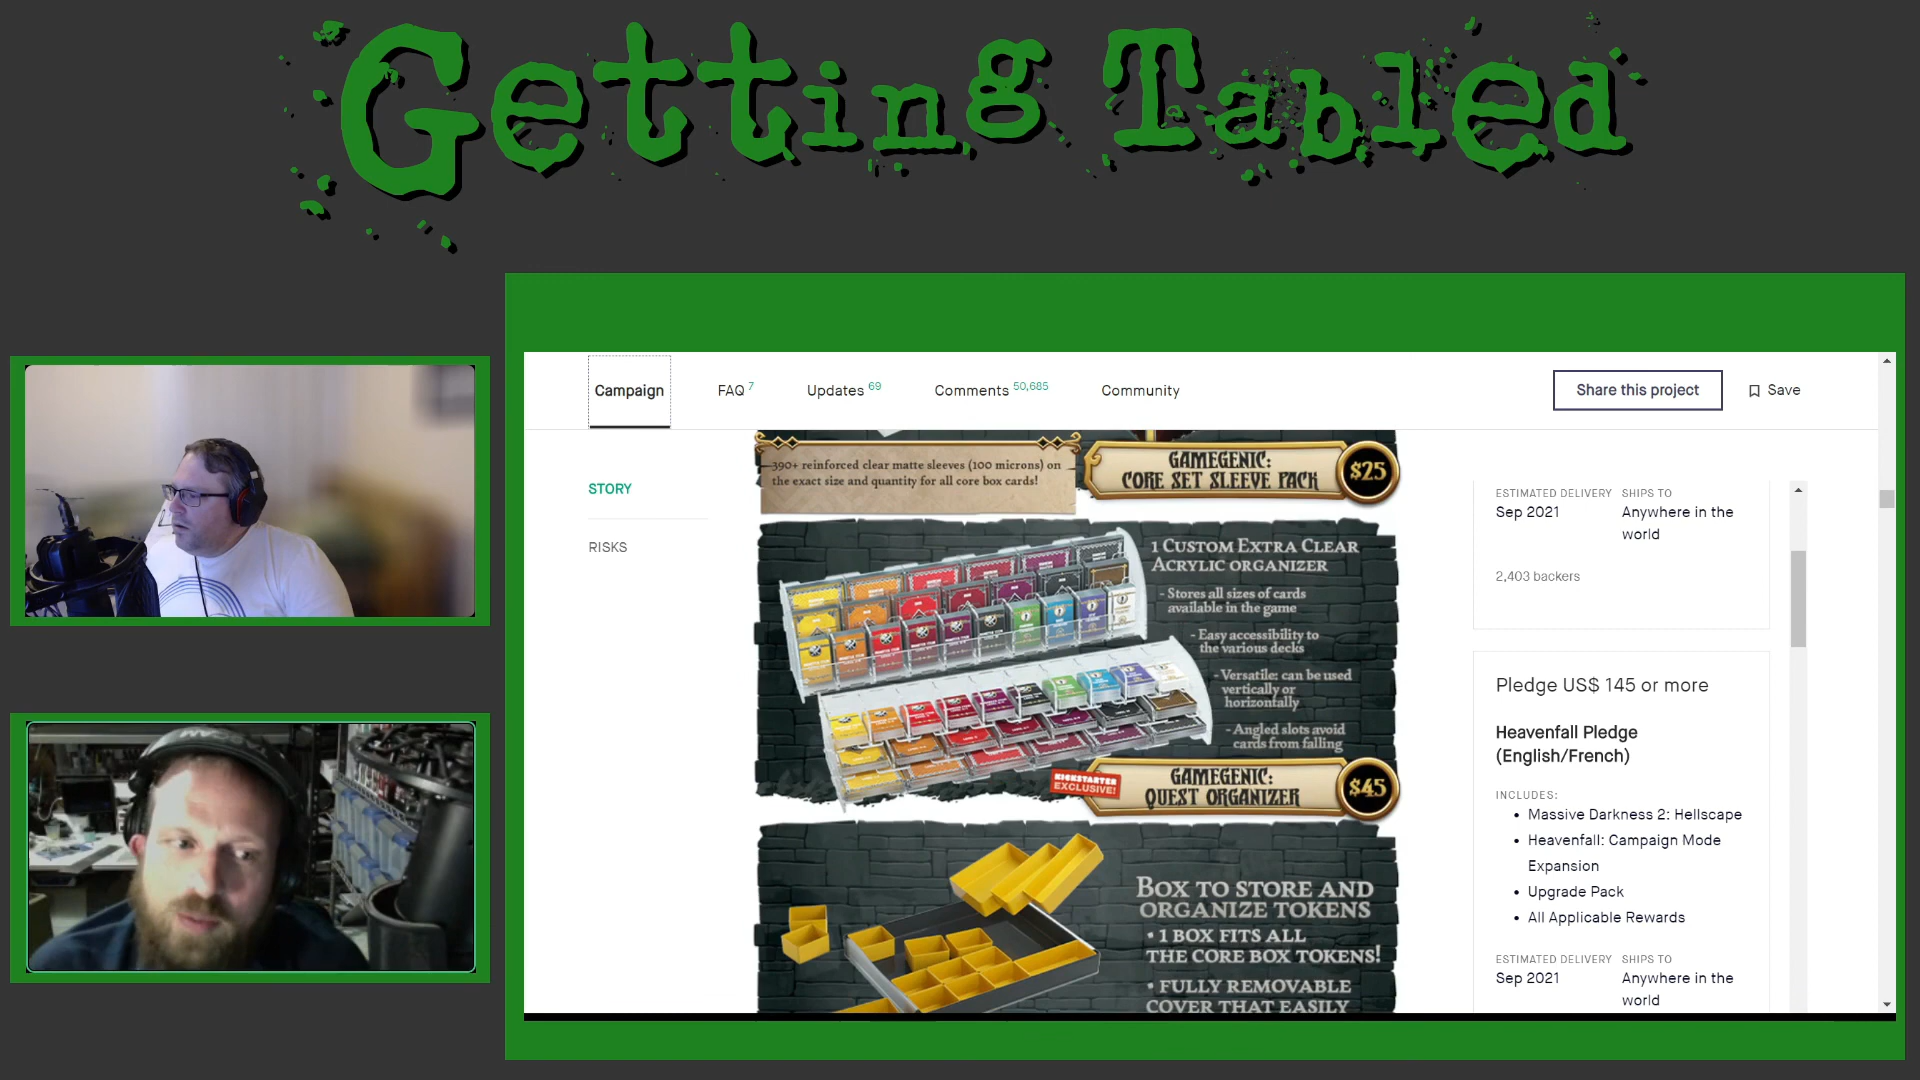 Getting Tabled
Campaign
FAQ 7
Updates 69
Comments 50,685
Community
Share this project
Save
STORY
RISKS
390+ reinforced clear matte sleeves (100 microns) on
the exact size and quantity for all core box cards!
GAMEGENIC:
CORE SET SLEEVE PACK
$25
1 CUSTOM EXTRA CLEAR
ACRYLIC ORGANIZER
- Stores all sizes of cards
available in the game
- Easy accessibility to
the various decks
- Versatile: can be used
vertically or
horizontally
- Angled slots avoid
cards from falling
KICKSTARTER
EXCLUSIVE!
GAMEGENIC:
QUEST ORGANIZER
$45
BOX TO STORE AND
ORGANIZE TOKENS
• 1 BOX FITS ALL
THE CORE BOX TOKENS!
• FULLY REMOVABLE
COVER THAT EASILY
ESTIMATED DELIVERY
Sep 2021
SHIPS TO
Anywhere in the
world
2,403 backers
Pledge US$ 145 or more
Heavenfall Pledge
(English/French)
INCLUDES:
• Massive Darkness 2: Hellscape
• Heavenfall: Campaign Mode
Expansion
• Upgrade Pack
• All Applicable Rewards
ESTIMATED DELIVERY
Sep 2021
SHIPS TO
Anywhere in the
world